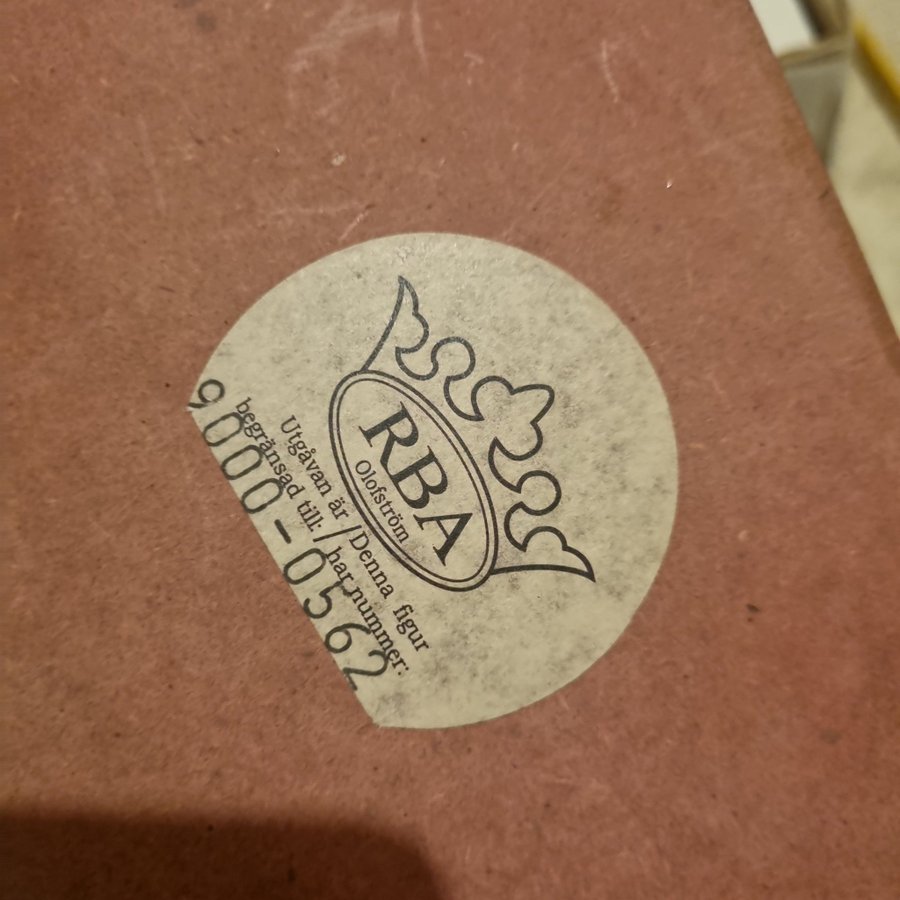 RBA
Olofström
Utgåvan är / Denna figur
begränsad till: / har nummer:
9000-0562